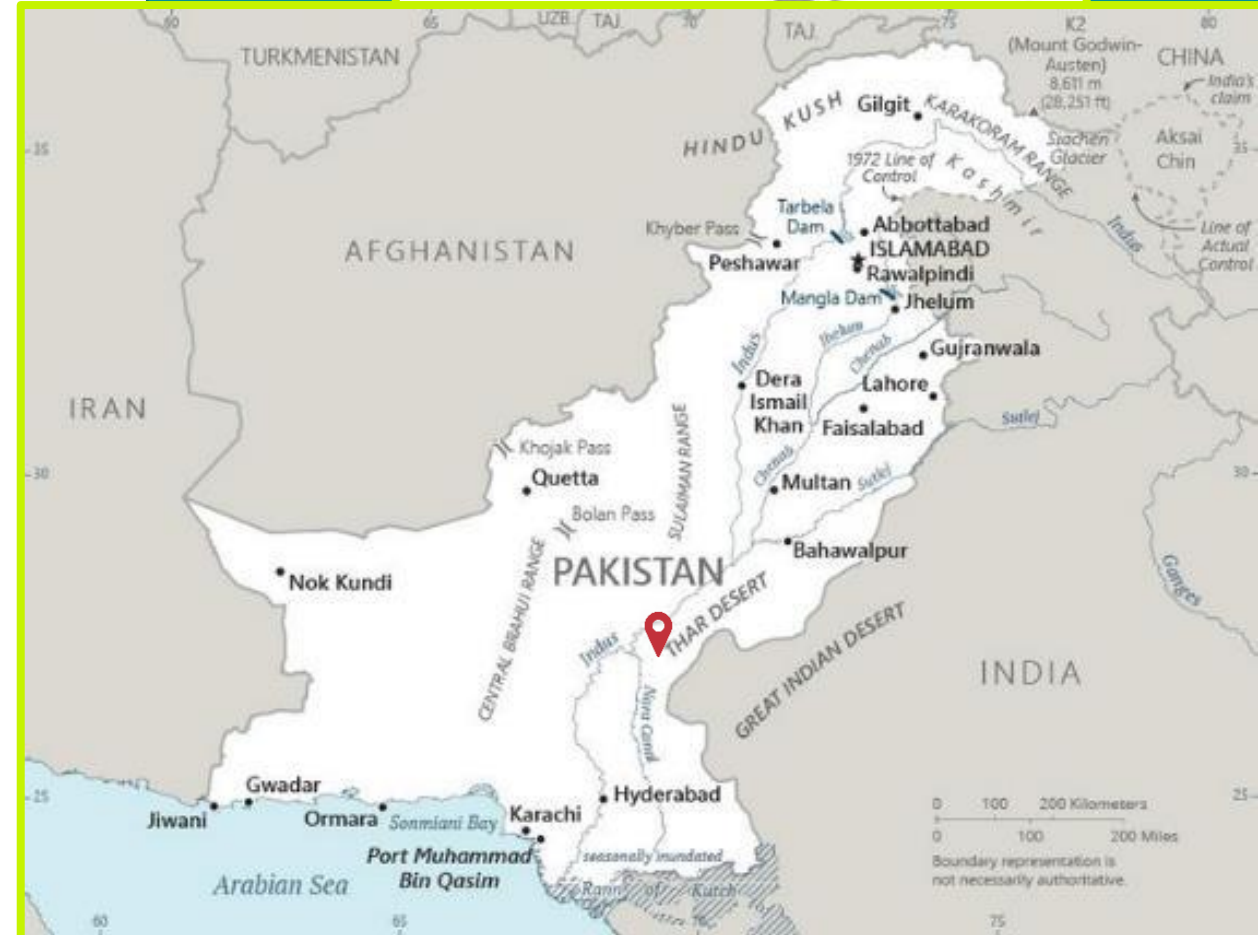 60
65
UZB.
TAJ.
70
TAJ.
75
80
TURKMENISTAN
K2
(Mount Godwin-
Austen)
8,611 m
(28,251 ft)
CHINA
India's
claim
HINDU KUSH
Gilgit
KARAKORAM RANGE
Siachen
Glacier
Aksai
Chin
35
35
1972 Line of
Control
Kashmir
Tarbela
Dam
Khyber Pass
Abbottabad
Indus
Line of
Actual
Control
AFGHANISTAN
ISLAMABAD
Peshawar
Rawalpindi
Mangla Dam
Jhelum
Indus
Jhelum
Chenab
Gujranwala
IRAN
Dera
Ismail
Khan
Lahore
Faisalabad
Sutlej
SULAIMAN RANGE
Khojak Pass
30
30
Quetta
Chenab
Multan
Sutlej
Bolan Pass
Bahawalpur
PAKISTAN
Nok Kundi
Ganges
CENTRAL BRAHUI RANGE
THAR DESERT
Indus
GREAT INDIAN DESERT
INDIA
Nara Canal
25
25
Gwadar
Hyderabad
Jiwani
Ormara
Sonmiani Bay
Karachi
0 100 200 Kilometers
0 100 200 Miles
Port Muhammad
Bin Qasim
seasonally inundated
Boundary representation is
not necessarily authoritative.
Arabian Sea
Rann of Kutch
60
65
70
75